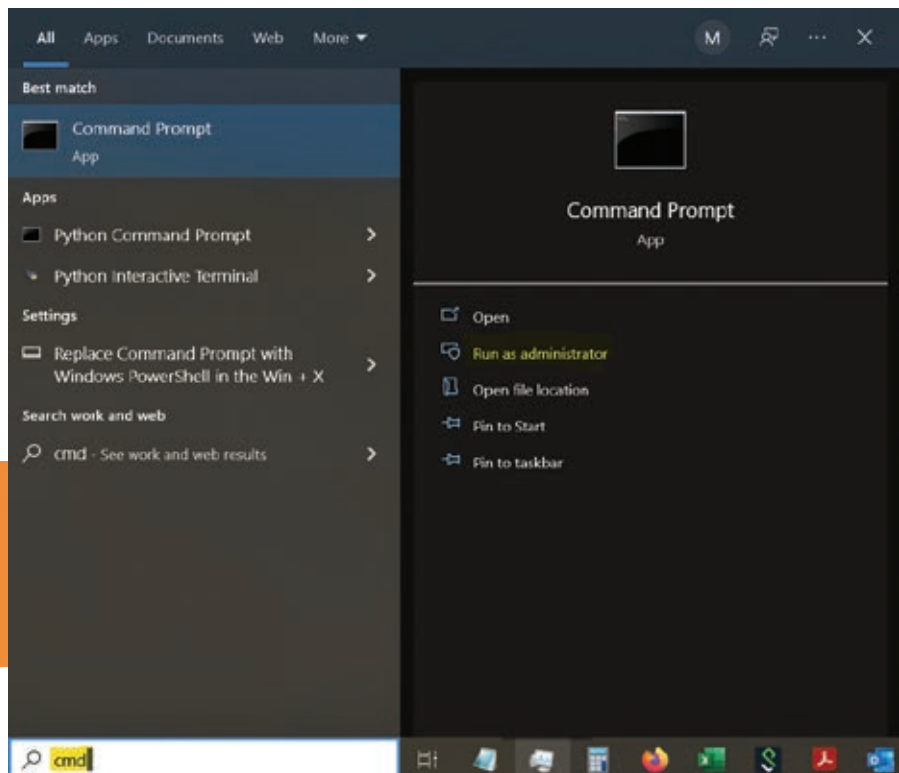 All Apps Documents Web More
M
Best match
Command Prompt
App
Apps
Python Command Prompt
Python Interactive Terminal
Settings
Replace Command Prompt with
Windows PowerShell in the Win + X
Search work and web
cmd - See work and web results
Command Prompt
App
Open
Run as administrator
Open file location
Pin to Start
Pin to taskbar
cmd